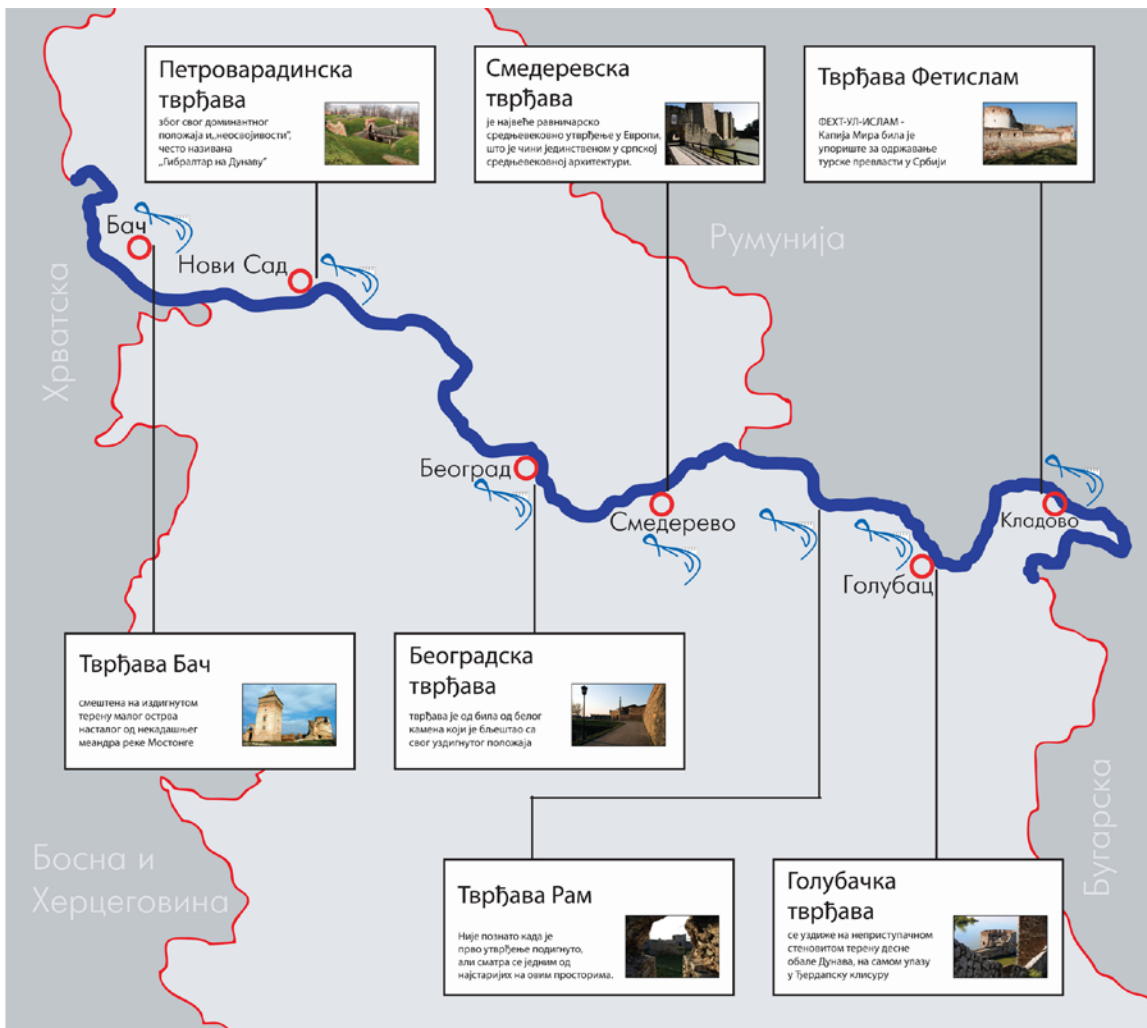 Петроварадинска
тврђава
због свог доминантног
положаја и„неосвојивости“,
често називана
„Гибралтар на Дунаву“
Смедеревска
тврђава
је највеће равничарско
средњевековно утврђење у Европи,
што је чини јединственом у српској
средњевековној архитектури.
Тврђава Фетислам
ФЕХТ-УЛ-ИСЛАМ -
Капија Мира била је
упориште за одржавање
турске превласти у Србији
Хрватска
Румунија
Бач
Нови Сад
Београд
Смедерево
Голубац
Кладово
Тврђава Бач
смештена на издигнутом
терену малог острва
насталог од некадашњег
меандра реке Мостонге
Београдска
тврђава
тврђава је од била од белог
камена који је бљештао са
свог уздигнутог положаја
Босна и
Херцеговина
Бугарска
Тврђава Рам
Није познато када је
прво утврђење подигнуто,
али сматра се једним од
најстаријих на овим просторима.
Голубачка
тврђава
се уздиже на неприступачном
стеновитом терену десне
обале Дунава, на самом улазу
у Ђердапску клисуру